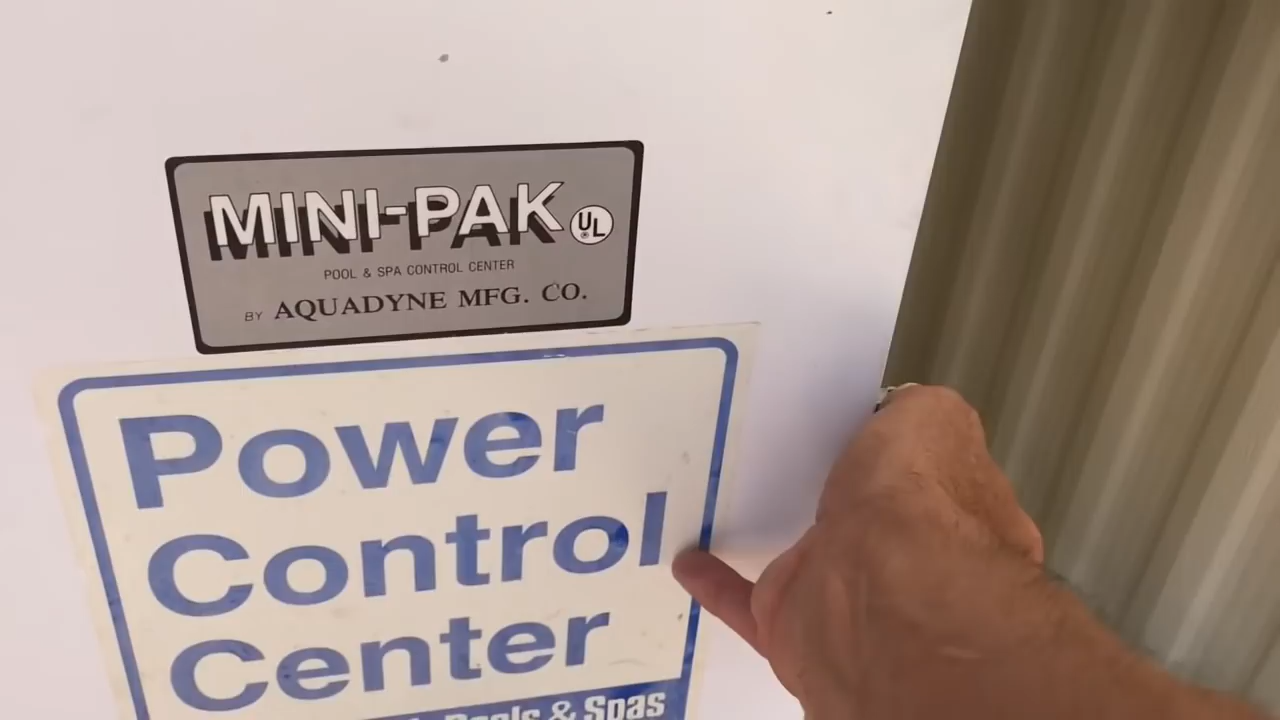 MINI-PAK UL
POOL & SPA CONTROL CENTER
BY AQUADYNE MFG. CO.
Power
Control
Center
Pools & Spas